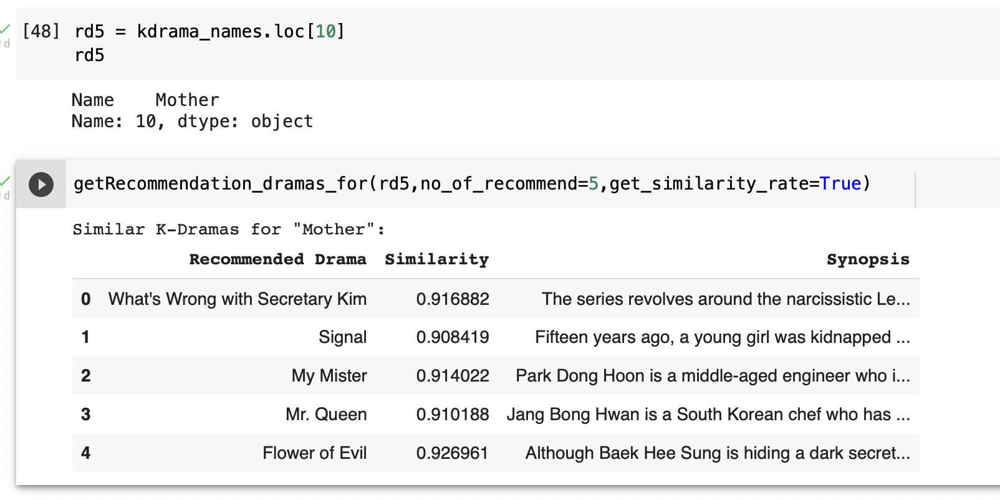 [48] rd5 = kdrama_names.loc[10]
d rd5
Name    Mother
Name: 10, dtype: object
getRecommendation_dramas_for(rd5,no_of_recommend=5,get_similarity_rate=True)
d
Similar K-Dramas for "Mother":
Recommended Drama Similarity Synopsis
0 What's Wrong with Secretary Kim 0.916882 The series revolves around the narcissistic Le...
1 Signal 0.908419 Fifteen years ago, a young girl was kidnapped ...
2 My Mister 0.914022 Park Dong Hoon is a middle-aged engineer who i...
3 Mr. Queen 0.910188 Jang Bong Hwan is a South Korean chef who has ...
4 Flower of Evil 0.926961 Although Baek Hee Sung is hiding a dark secret...